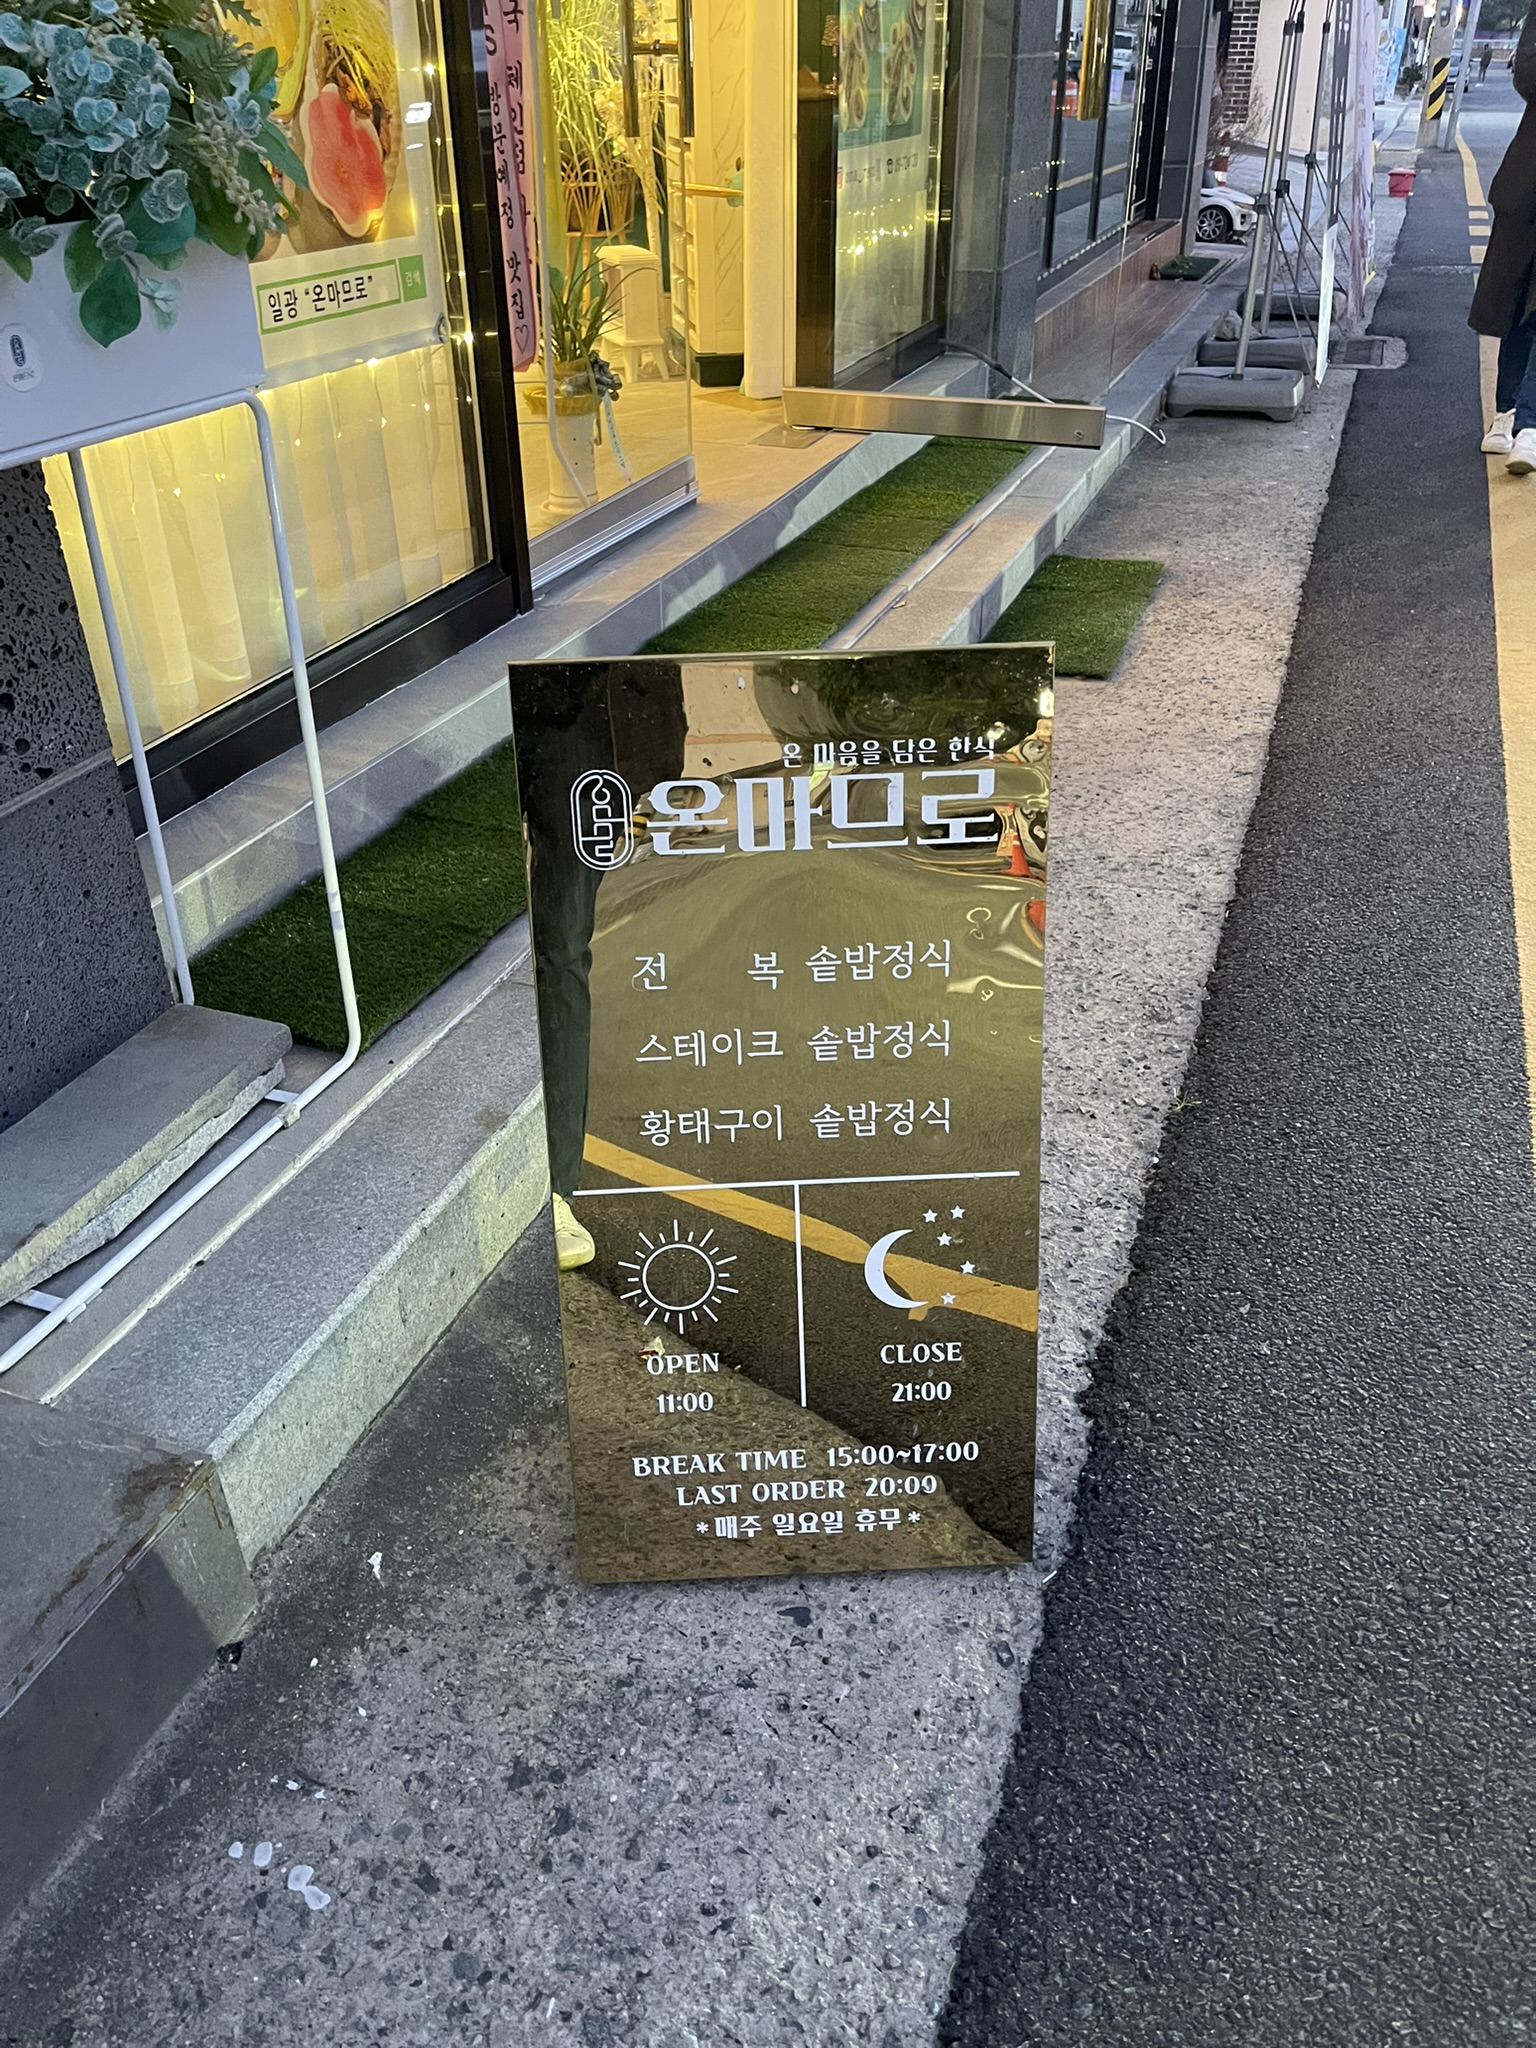 일광 "온마므로" 검색
방문예정 맛집♡
온 마음을 담은 한식
온마므로
전 복 솥밥정식
스테이크 솥밥정식
황태구이 솥밥정식
OPEN
11:00
CLOSE
21:00
BREAK TIME 15:00~17:00
LAST ORDER 20:00
*매주 일요일 휴무*